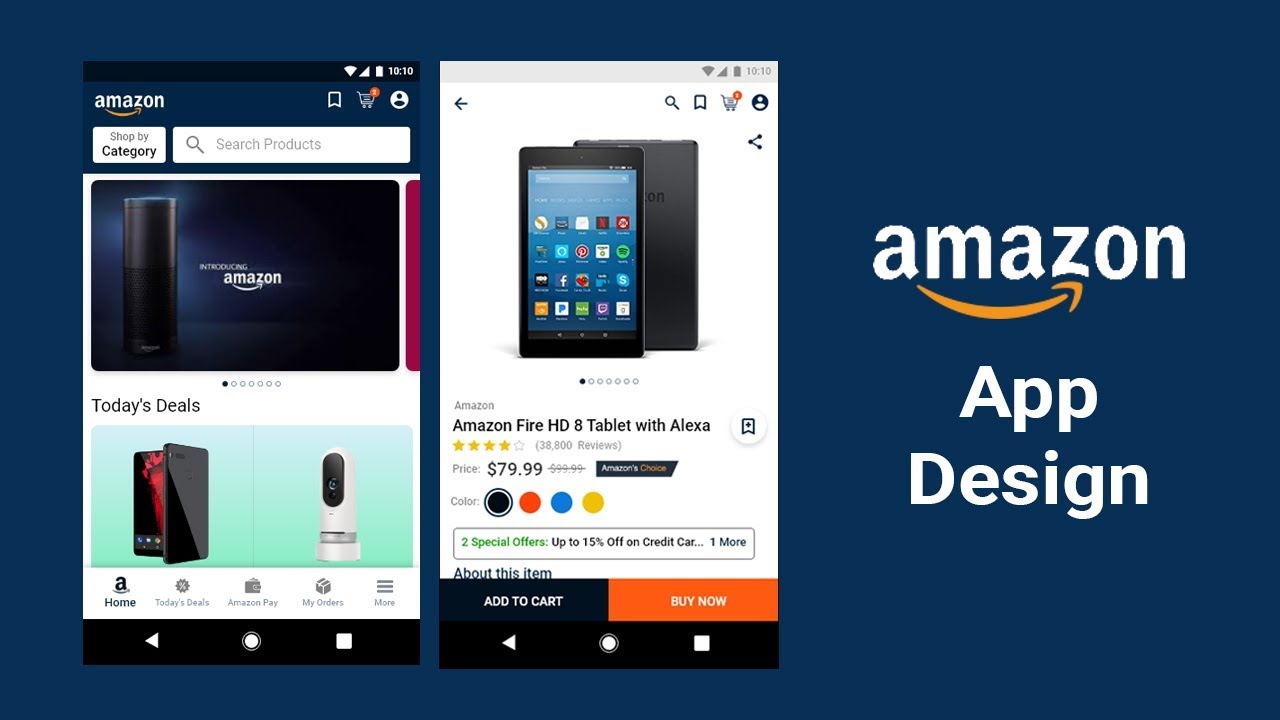 10:10
amazon
2
Shop by
Category
Search Products
INTRODUCING
amazon
Today's Deals
a
Home
Today's Deals
Amazon Pay
My Orders
More
10:10
2
Amazon
Amazon Fire HD 8 Tablet with Alexa
(38,800 Reviews)
Price: $79.99 $99.99 Amazon's Choice
Color:
2 Special Offers: Up to 15% Off on Credit Car... 1 More
About this item
ADD TO CART
BUY NOW
amazon
App
Design